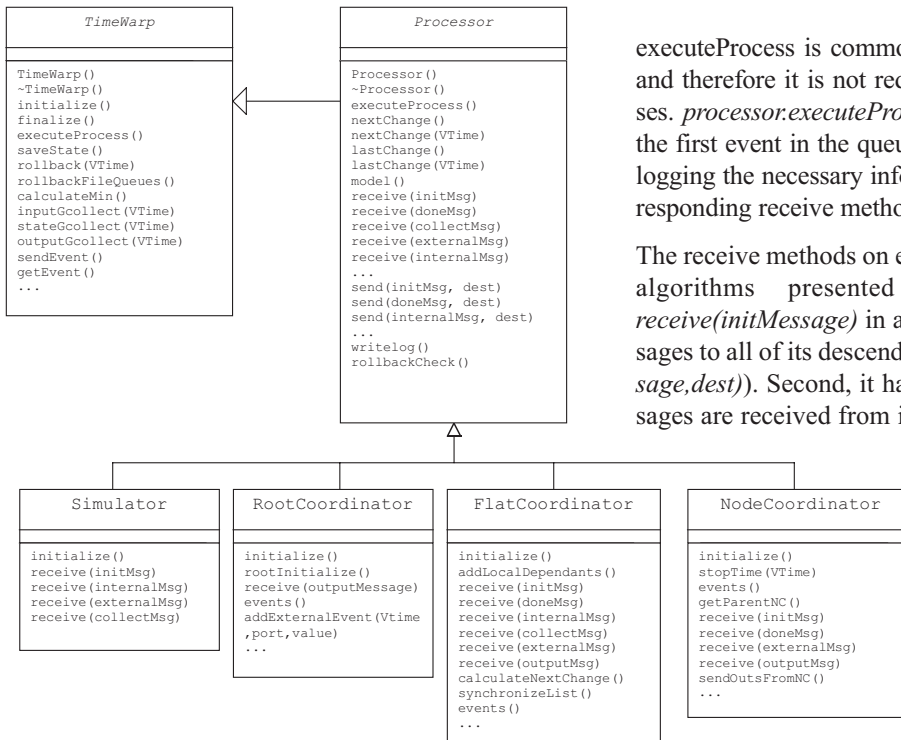 TimeWarp
TimeWarp()
~TimeWarp()
initialize()
finalize()
executeProcess()
saveState()
rollback(VTime)
rollbackFileQueues()
calculateMin()
inputGcollect(VTime)
stateGcollect(VTime)
outputGcollect(VTime)
sendEvent()
getEvent()
...
Processor
Processor()
~Processor()
executeProcess()
nextChange()
nextChange(VTime)
lastChange()
lastChange(VTime)
model()
receive(initMsg)
receive(doneMsg)
receive(collectMsg)
receive(externalMsg)
receive(internalMsg)
...
send(initMsg, dest)
send(doneMsg, dest)
send(internalMsg, dest)
...
writelog()
rollbackCheck()
executeProcess is commo
and therefore it is not rec
ses. processor.executePro
the first event in the queu
logging the necessary info
responding receive metho
The receive methods on e
algorithms presented
receive(initMessage) in a
sages to all of its descend
sage,dest)). Second, it ha
sages are received from i
Simulator
initialize()
receive(initMsg)
receive(internalMsg)
receive(externalMsg)
receive(collectMsg)
RootCoordinator
initialize()
rootInitialize()
receive(outputMessage)
events()
addExternalEvent(Vtime
,port,value)
...
FlatCoordinator
initialize()
addLocalDependants()
receive(initMsg)
receive(doneMsg)
receive(internalMsg)
receive(collectMsg)
receive(externalMsg)
receive(outputMsg)
calculateNextChange()
synchronizeList()
events()
...
NodeCoordinator
initialize()
stopTime(VTime)
events()
getParentNC()
receive(initMsg)
receive(doneMsg)
receive(externalMsg)
receive(outputMsg)
sendOutsFromNC()
...